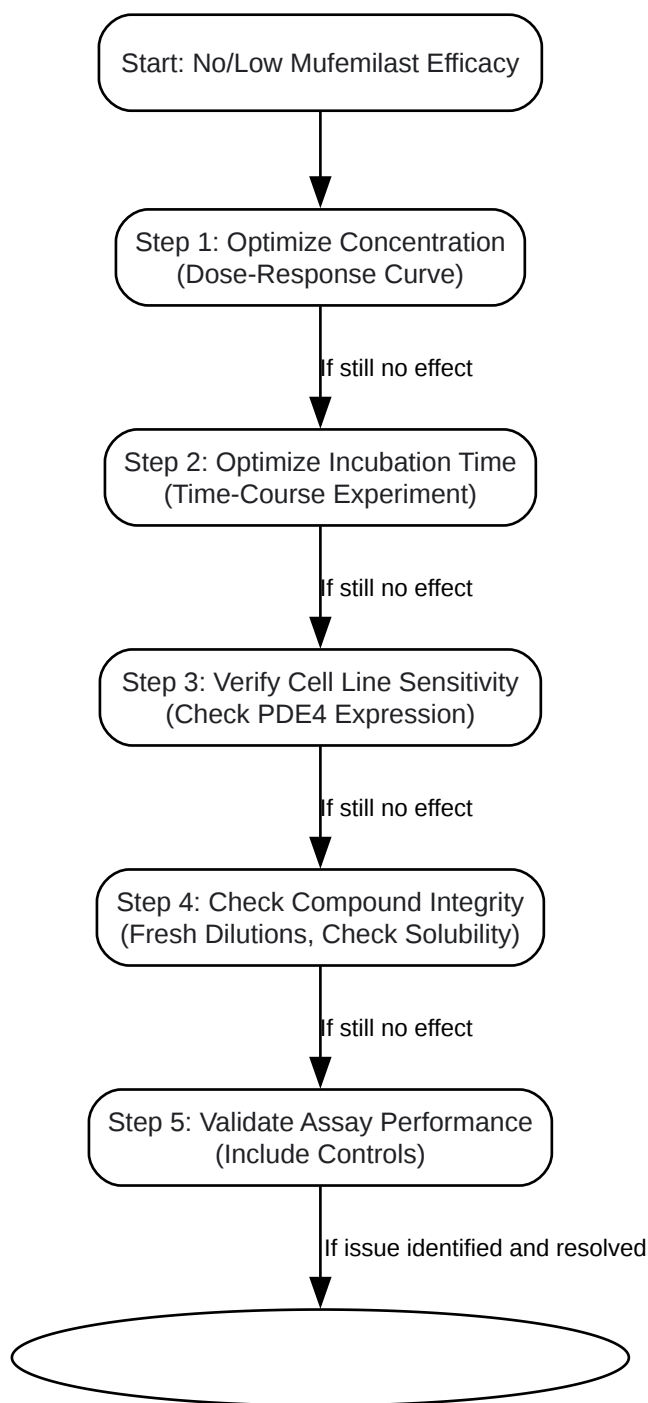 Start: No/Low Mufemilast Efficacy
Step 1: Optimize Concentration
(Dose-Response Curve)
If still no effect
Step 2: Optimize Incubation Time
(Time-Course Experiment)
If still no effect
Step 3: Verify Cell Line Sensitivity
(Check PDE4 Expression)
If still no effect
Step 4: Check Compound Integrity
(Fresh Dilutions, Check Solubility)
If still no effect
Step 5: Validate Assay Performance
(Include Controls)
If issue identified and resolved